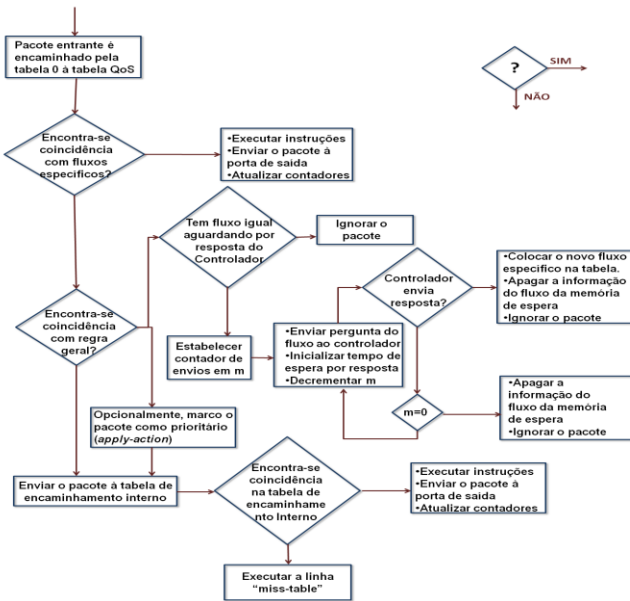 Pacote entrante é
encaminhado pela
tabela 0 à tabela QoS
?
SIM
NÃO
Encontra-se
coincidência
com fluxos
específicos?
•Executar instruções
•Enviar o pacote à
porta de saída
•Atualizar contadores
Tem fluxo igual
aguardando por
resposta do
Controlador
Ignorar o
pacote
Controlador
envia
resposta?
•Colocar o novo fluxo
específico na tabela.
•Apagar a informação
do fluxo da memória
de espera
•Ignorar o pacote
Encontra-se
coincidência
com regra
geral?
Estabelecer
contador de
envios em m
•Enviar pergunta do
fluxo ao controlador
•Inicializar tempo de
espera por resposta
•Decrementar m
m=0
•Apagar a
informação do
fluxo da memória
de espera
•Ignorar o pacote
Opcionalmente, marco o
pacote como prioritário
(apply-action)
Enviar o pacote à tabela de
encaminhamento interno
Encontra-se
coincidência
na tabela de
encaminhame
nto Interno
•Executar instruções
•Enviar o pacote à
porta de saída
•Atualizar contadores
Executar a linha
“miss-table”